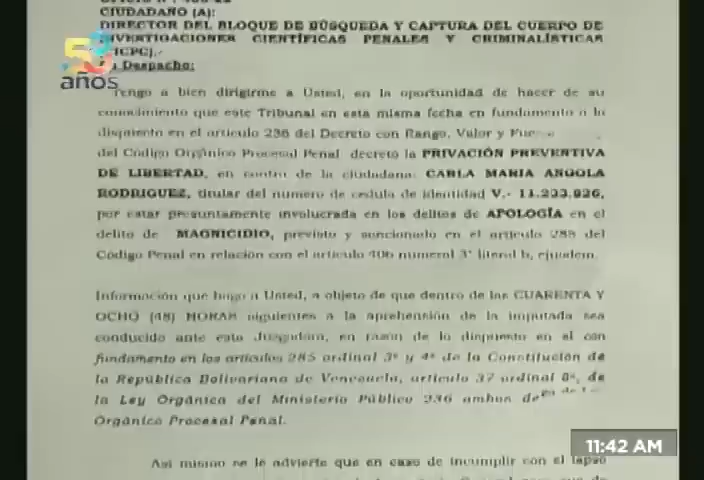 CIUDADANO (A):
DIRECTOR DEL BLOQUE DE BÚSQUEDA Y CAPTURA DEL CUERPO DE
INVESTIGACIONES CIENTÍFICAS PENALES Y CRIMINALÍSTICAS
CICPC).-
Despacho:
53
años
Tengo a bien dirigirme a Usted, en la oportunidad de hacer de su
conocimiento que este Tribunal en esta misma fecha en fundamento a lo
dispuesto en el artículo 236 del Decreto con Rango, Valor y
del Código Orgánico Procesal Penal decretó la PRIVACIÓN PREVENTIVA
DE LIBERTAD, en contra de la ciudadana: CARLA MARIA ANGOLA
RODRIGUEZ, titular del numero de cedula de identidad V.- 11.233.926,
por estar presuntamente involucrada en los delitos de APOLOGÍA en el
delito de MAGNICIDIO, previsto y sancionado en el artículo 285 del
Código Penal en relación con el artículo 406 numeral 3° literal b, ejusdem.
Información que hago a Usted, a objeto de que dentro de las CUARENTA Y
OCHO (48) HORAS siguientes a la aprehensión de la imputada sea
conducido ante este Juzgado, en razón de lo dispuesto en el con
fundamento en los artículos 285 ordinal 3° y 4° de la Constitución de
la República Bolivariana de Venezuela, artículo 37 ordinal 8°, de
la Ley Orgánica del Ministerio Público 236 ambos
Orgánico Procesal Penal.
11:42 AM
Así mismo se le advierte que en caso de incumplir con el lapso